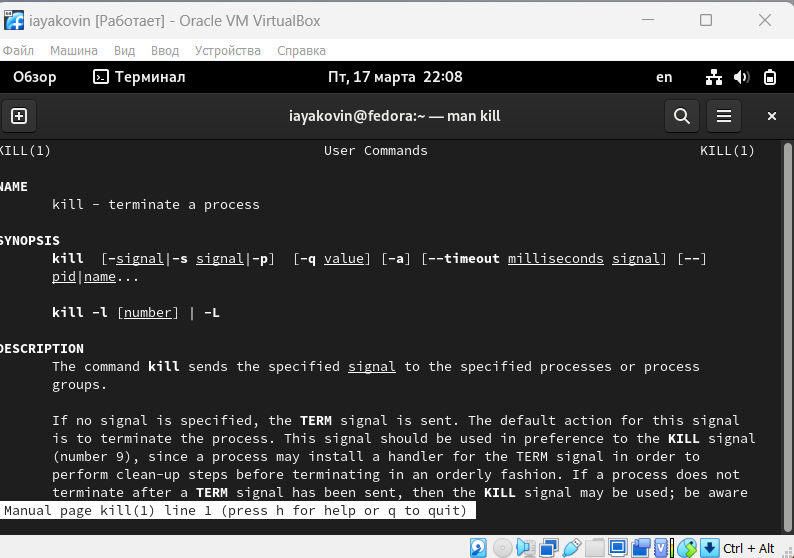 iayakovin [Работает] - Oracle VM VirtualBox
Файл Машина Вид Ввод Устройства Справка
Обзор Терминал Пт, 17 марта 22:08 en
iayakovin@fedora:~ — man kill
KILL(1) User Commands KILL(1)
NAME
kill - terminate a process
SYNOPSIS
kill [-signal|-s signal|-p] [-q value] [-a] [--timeout milliseconds signal] [--]
pid|name...
kill -l [number] | -L
DESCRIPTION
The command kill sends the specified signal to the specified processes or process
groups.
If no signal is specified, the TERM signal is sent. The default action for this signal
is to terminate the process. This signal should be used in preference to the KILL signal
(number 9), since a process may install a handler for the TERM signal in order to
perform clean-up steps before terminating in an orderly fashion. If a process does not
terminate after a TERM signal has been sent, then the KILL signal may be used; be aware
Manual page kill(1) line 1 (press h for help or q to quit)
Ctrl + Alt